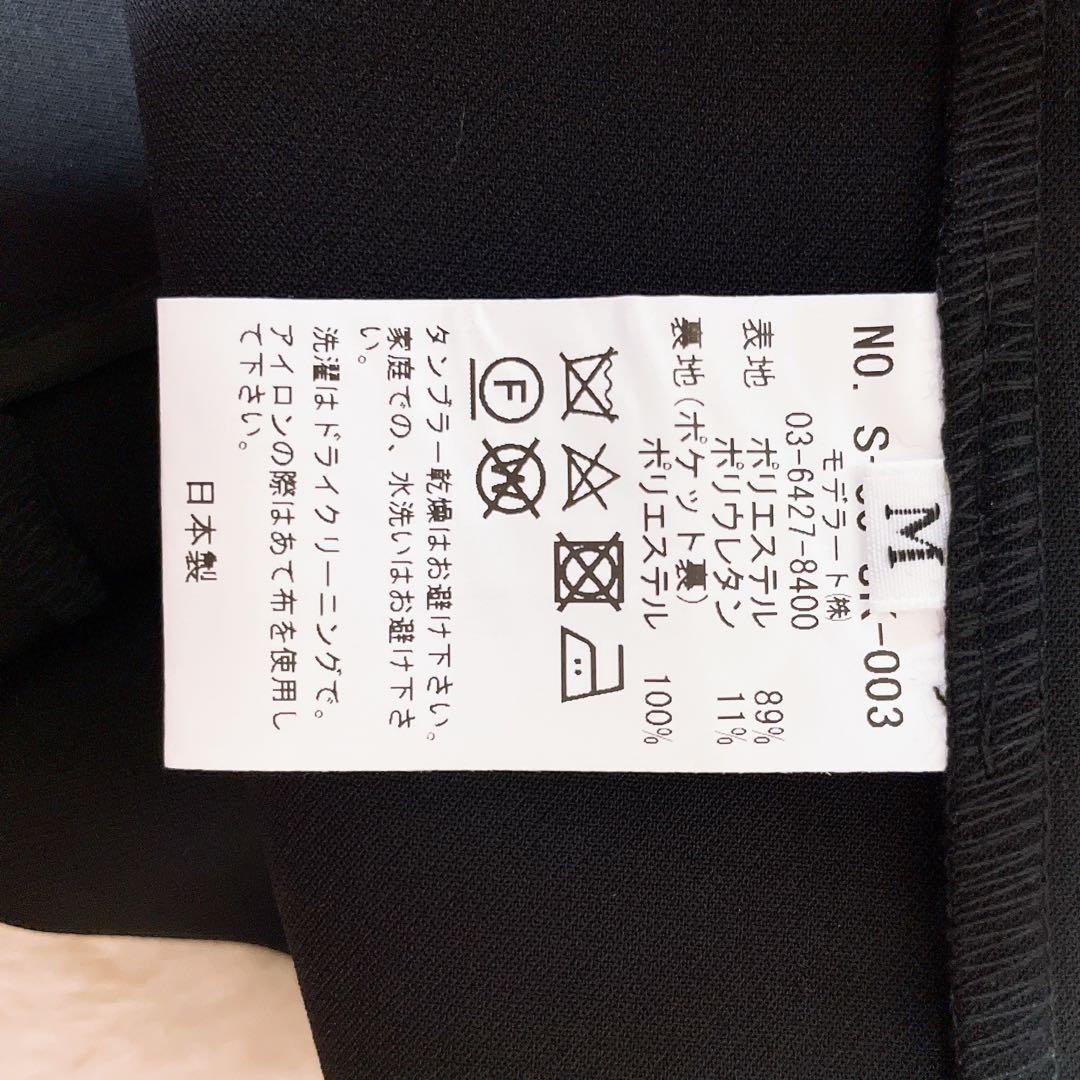 M
NO. S
-003
モデラート㈱
03-6427-8400
表地 ポリエステル 89%
ポリウレタン 11%
裏地(ポケット裏)
ポリエステル 100%
F
W
タンブラー乾燥はお避け下さい。
家庭での、水洗いはお避け下さ
い。
洗濯はドライクリーニングで。
アイロンの際はあて布を使用し
て下さい。
日本製